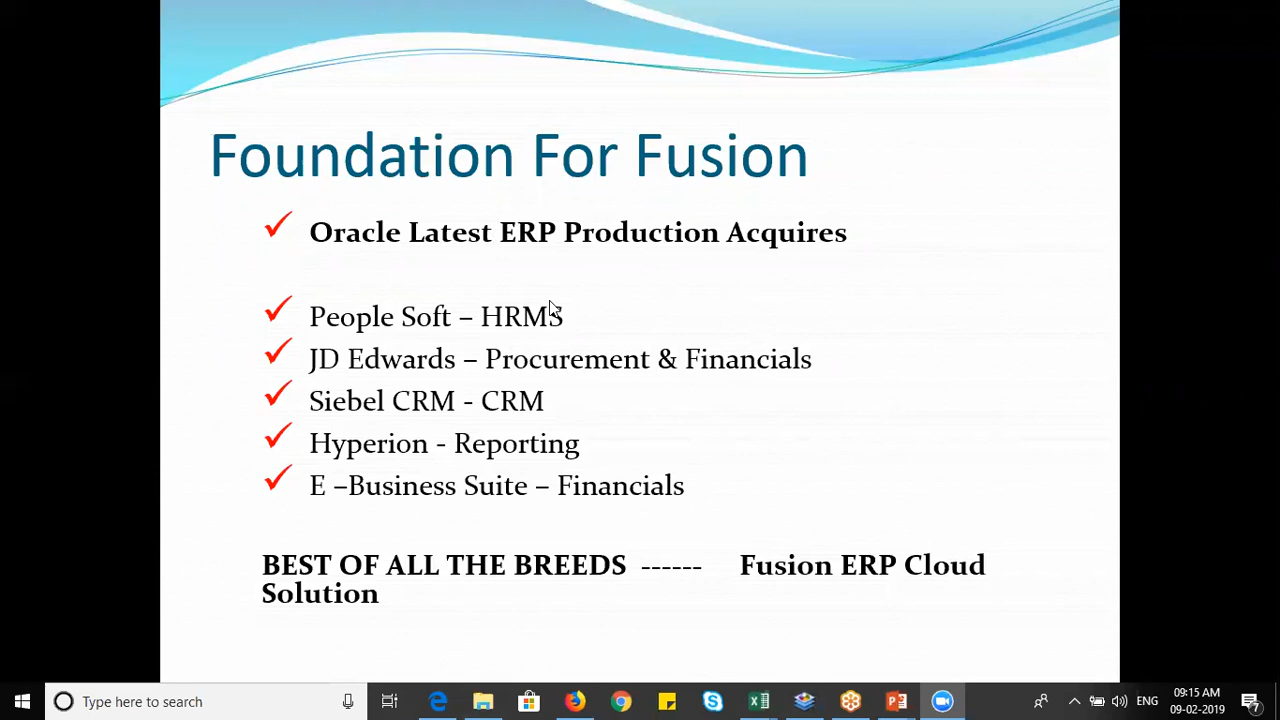 Foundation For Fusion
Oracle Latest ERP Production Acquires
People Soft – HRMS
JD Edwards – Procurement & Financials
Siebel CRM - CRM
Hyperion - Reporting
E –Business Suite – Financials
BEST OF ALL THE BREEDS ------ Fusion ERP Cloud
Solution
Type here to search
ENG
09:15 AM
09-02-2019
7